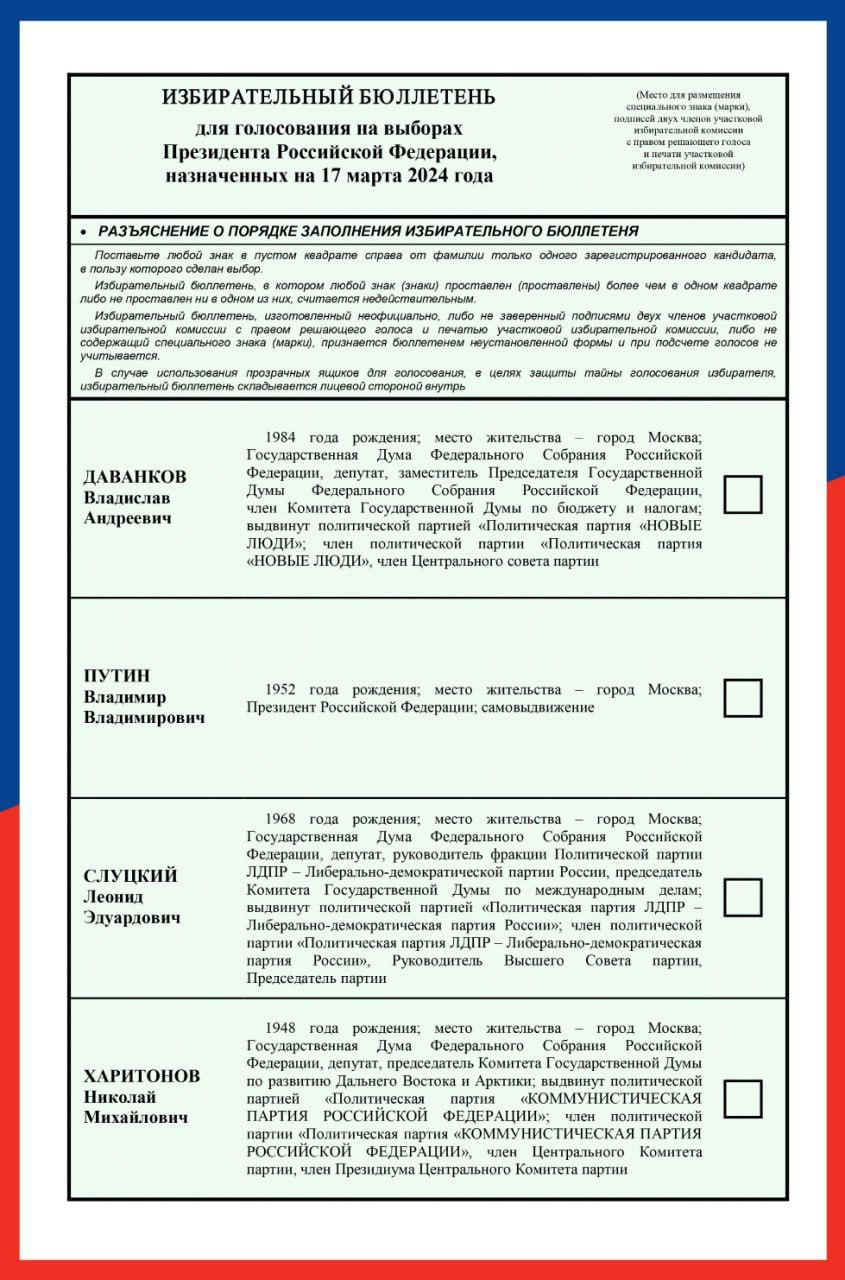 ИЗБИРАТЕЛЬНЫЙ БЮЛЛЕТЕНЬ
для голосования на выборах
Президента Российской Федерации,
назначенных на 17 марта 2024 года
(Место для размещения
специального знака (марки),
подписей двух членов участковой
избирательной комиссии
с правом решающего голоса
и печати участковой
избирательной комиссии)
• РАЗЪЯСНЕНИЕ О ПОРЯДКЕ ЗАПОЛНЕНИЯ ИЗБИРАТЕЛЬНОГО БЮЛЛЕТЕНЯ
Поставьте любой знак в пустом квадрате справа от фамилии только одного зарегистрированного кандидата,
в пользу которого сделан выбор.
Избирательный бюллетень, в котором любой знак (знаки) проставлен (проставлены) более чем в одном квадрате
либо не проставлен ни в одном из них, считается недействительным.
Избирательный бюллетень, изготовленный неофициально, либо не заверенный подписями двух членов участковой
избирательной комиссии с правом решающего голоса и печатью участковой избирательной комиссии, либо не
содержащий специального знака (марки), признается бюллетенем неустановленной формы и при подсчете голосов не
учитывается.
В случае использования прозрачных ящиков для голосования, в целях защиты тайны голосования избирателя,
избирательный бюллетень складывается лицевой стороной внутрь
ДАВАНКОВ
Владислав
Андреевич
1984 года рождения; место жительства – город Москва;
Государственная Дума Федерального Собрания Российской
Федерации, депутат, заместитель Председателя Государственной
Думы Федерального Собрания Российской Федерации,
член Комитета Государственной Думы по бюджету и налогам;
выдвинут политической партией «Политическая партия «НОВЫЕ
ЛЮДИ»; член политической партии «Политическая партия
«НОВЫЕ ЛЮДИ», член Центрального совета партии
ПУТИН
Владимир
Владимирович
1952 года рождения; место жительства – город Москва;
Президент Российской Федерации; самовыдвижение
СЛУЦКИЙ
Леонид
Эдуардович
1968 года рождения; место жительства – город Москва;
Государственная Дума Федерального Собрания Российской
Федерации, депутат, руководитель фракции Политической партии
ЛДПР – Либерально-демократической партии России, председатель
Комитета Государственной Думы по международным делам;
выдвинут политической партией «Политическая партия ЛДПР –
Либерально-демократическая партия России»; член политической
партии «Политическая партия ЛДПР – Либерально-демократическая
партия России», Руководитель Высшего Совета партии,
Председатель партии
ХАРИТОНОВ
Николай
Михайлович
1948 года рождения; место жительства – город Москва;
Государственная Дума Федерального Собрания Российской
Федерации, депутат, председатель Комитета Государственной Думы
по развитию Дальнего Востока и Арктики; выдвинут политической
партией «Политическая партия «КОММУНИСТИЧЕСКАЯ
ПАРТИЯ РОССИЙСКОЙ ФЕДЕРАЦИИ»; член политической
партии «Политическая партия «КОММУНИСТИЧЕСКАЯ ПАРТИЯ
РОССИЙСКОЙ ФЕДЕРАЦИИ», член Центрального Комитета
партии, член Президиума Центрального Комитета партии